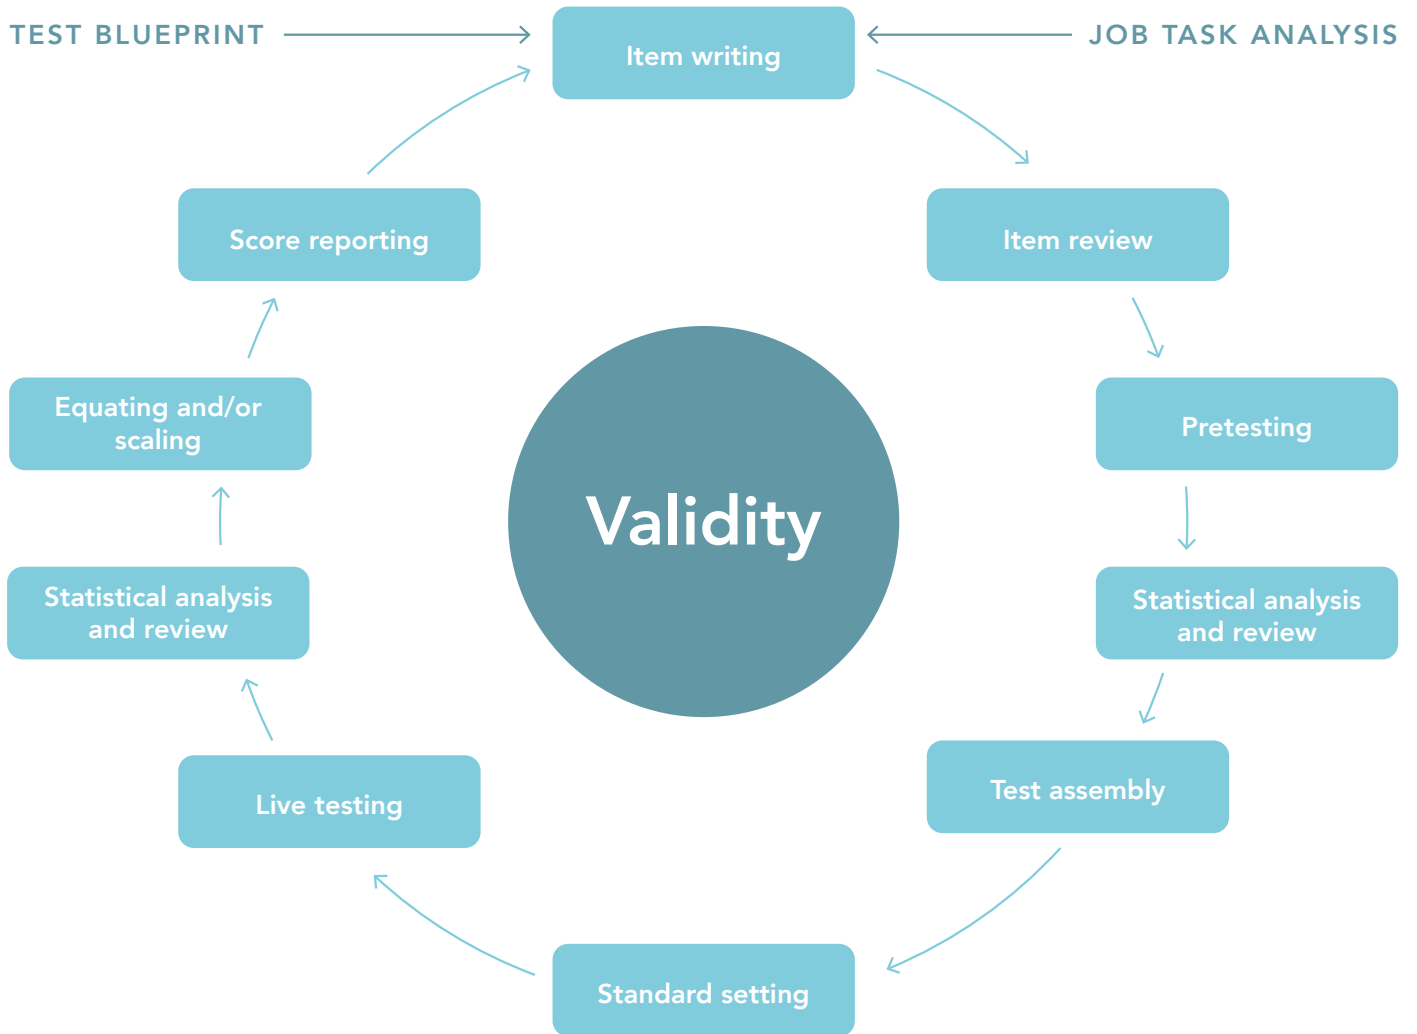 TEST BLUEPRINT
JOB TASK ANALYSIS
Item writing
Item review
Pretesting
Statistical analysis
and review
Test assembly
Standard setting
Live testing
Statistical analysis
and review
Equating and/or
scaling
Score reporting
Validity